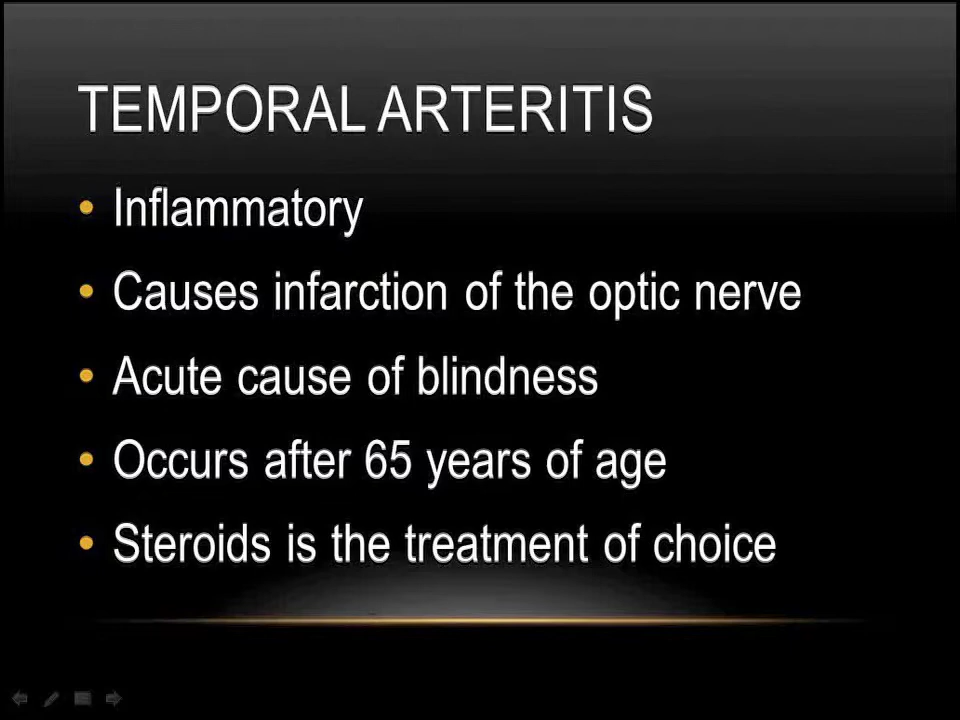 TEMPORAL ARTERITIS
• Inflammatory
• Causes infarction of the optic nerve
• Acute cause of blindness
• Occurs after 65 years of age
• Steroids is the treatment of choice